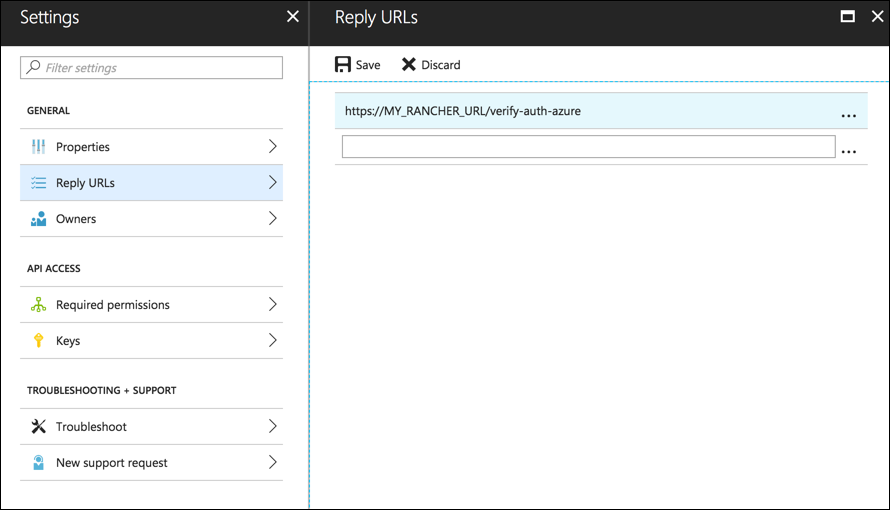 Settings
Reply URLs
Filter settings
Save
Discard
GENERAL
https://MY_RANCHER_URL/verify-auth-azure
...
Properties
...
Reply URLs
Owners
API ACCESS
Required permissions
Keys
TROUBLESHOOTING + SUPPORT
Troubleshoot
New support request